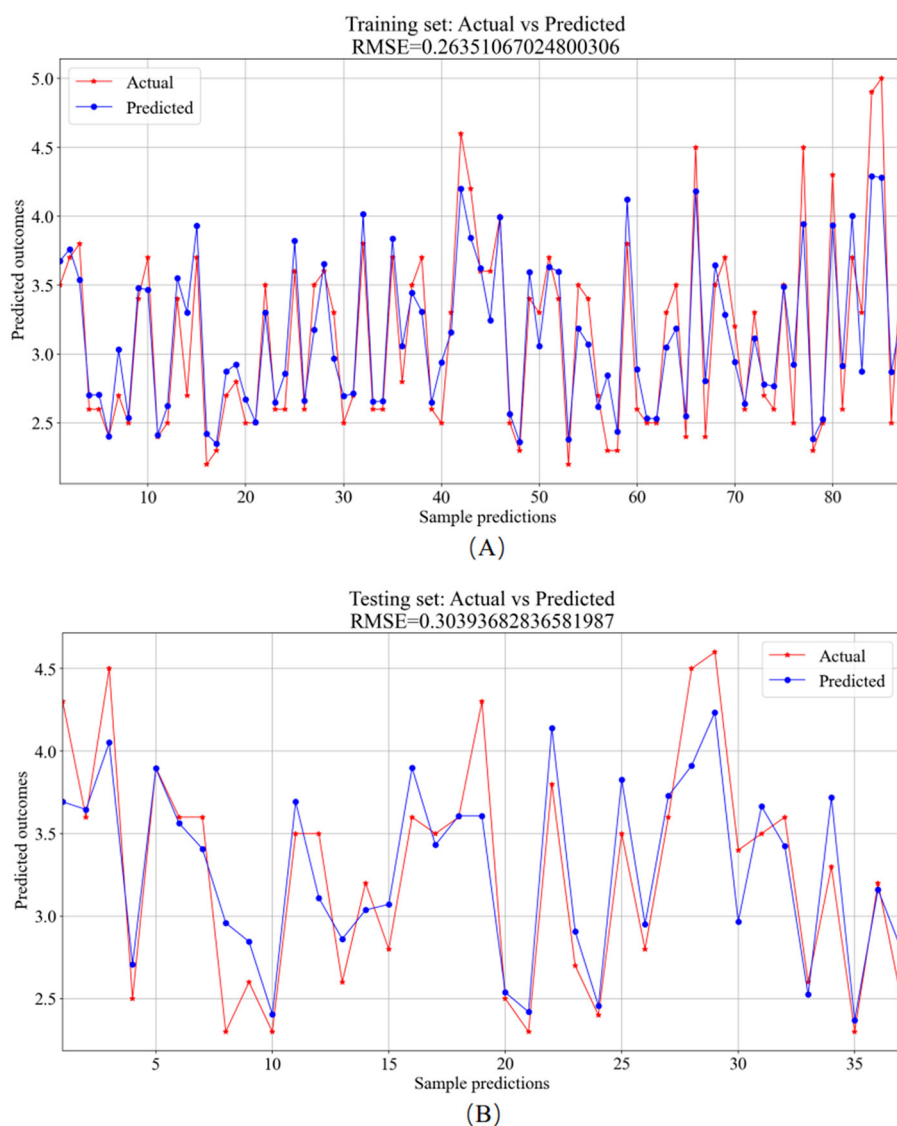 Training set: Actual vs Predicted
RMSE=0.26351067024800306
Actual
Predicted
Predicted outcomes
5.0
4.5
4.0
3.5
3.0
2.5
10 20 30 40 50 60 70 80
Sample predictions
(A)
Testing set: Actual vs Predicted
RMSE=0.30393682836581987
Actual
Predicted
Predicted outcomes
4.5
4.0
3.5
3.0
2.5
5 10 15 20 25 30 35
Sample predictions
(B)